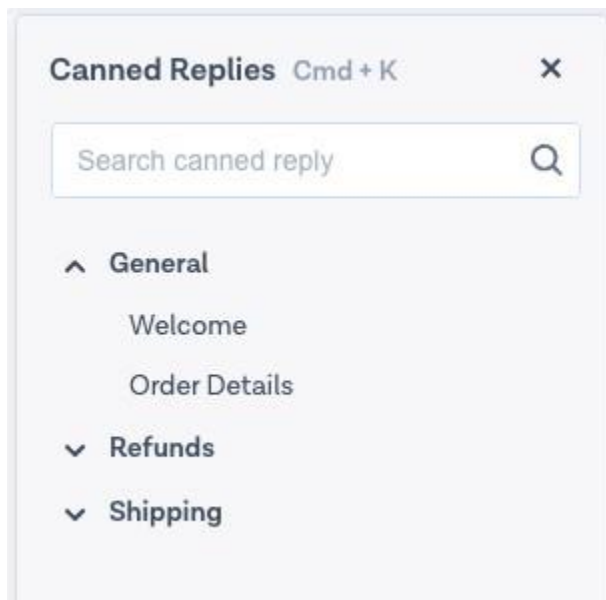 Canned Replies Cmd + K
Search canned reply
General
Welcome
Order Details
Refunds
Shipping